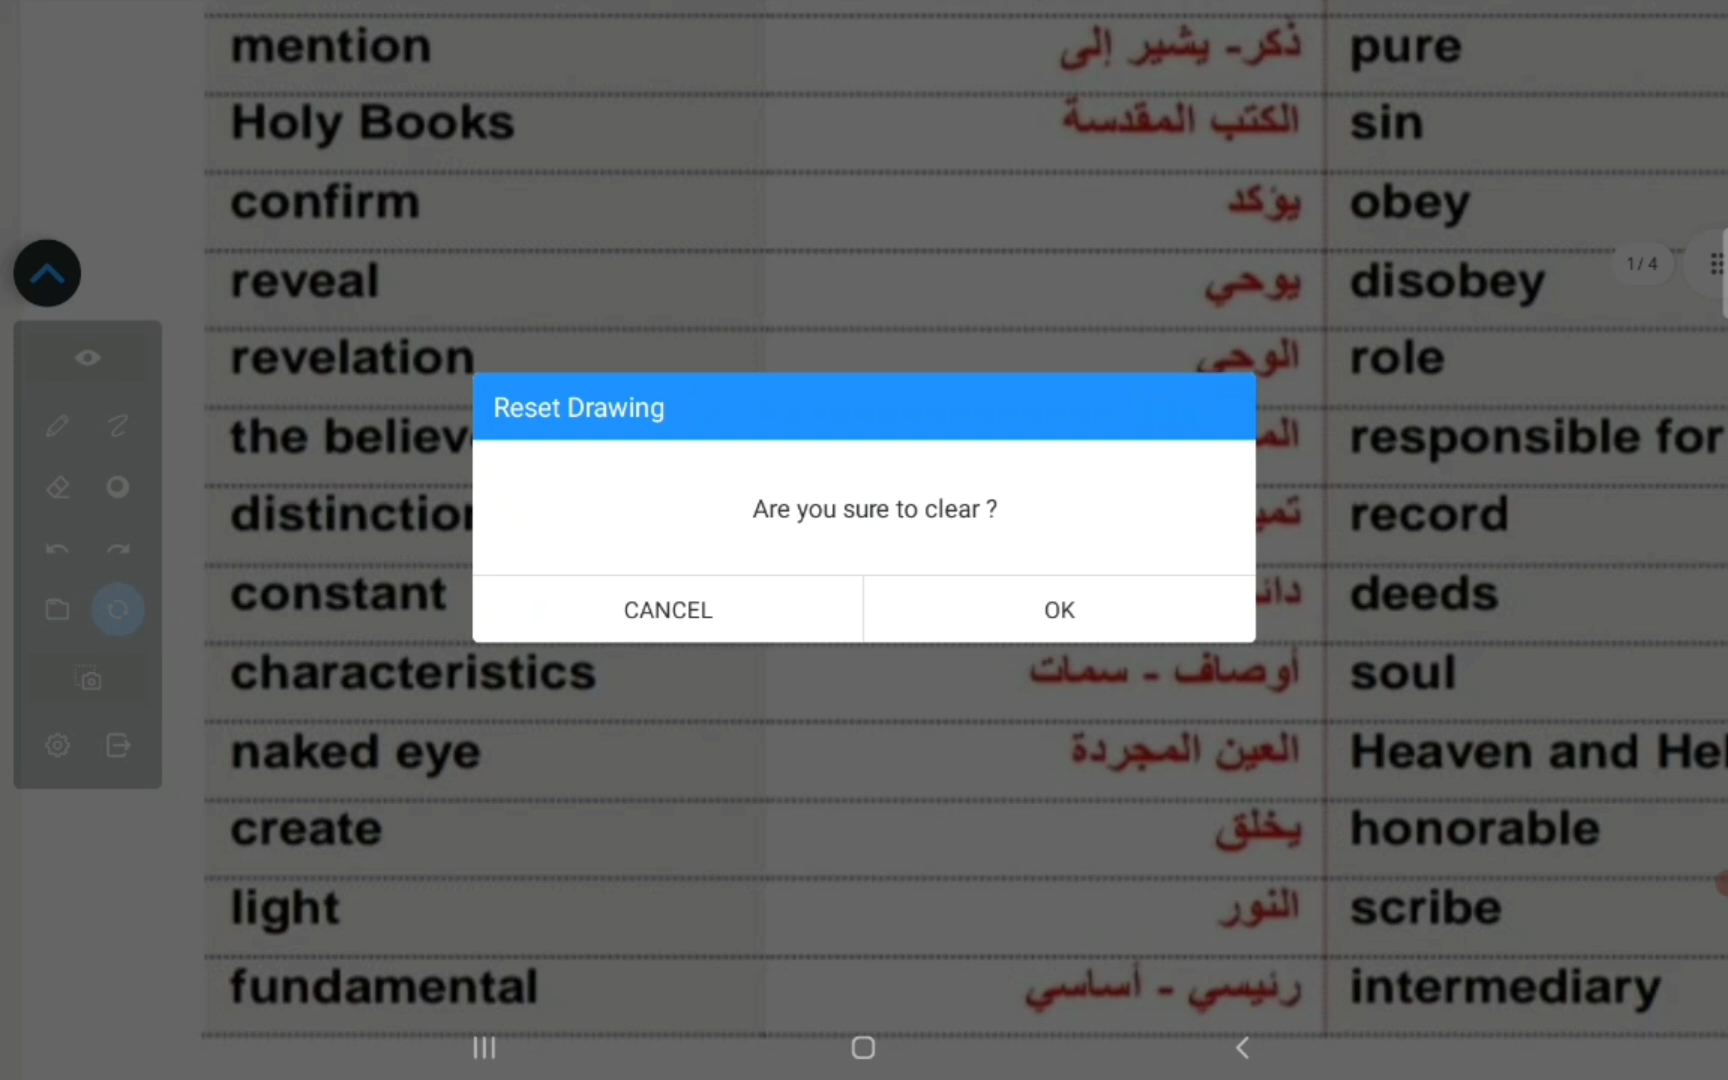 mention ذكر- يشير إلى pure
Holy Books الكتب المقدسة sin
confirm يؤكد obey
reveal يوحي disobey
1/4
revelation الوحي role
Reset Drawing
the believ responsible for
distinction record
Are you sure to clear ?
constant deeds
CANCEL OK
characteristics أوصاف - سمات soul
naked eye العين المجردة Heaven and Hel
create يخلق honorable
light النور scribe
fundamental رئيسي - أساسي intermediary